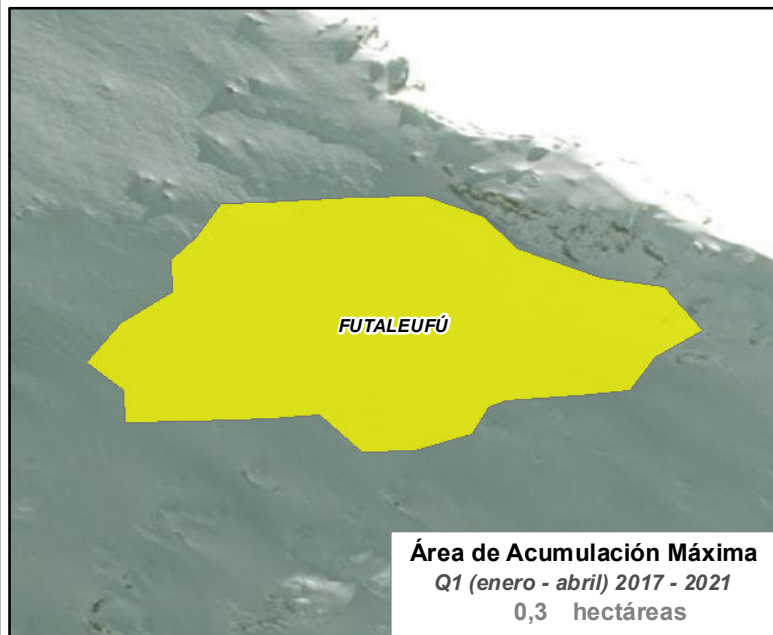 FUTALEUFÚ
Área de Acumulación Máxima
Q1 (enero - abril) 2017 - 2021
0,3 hectáreas